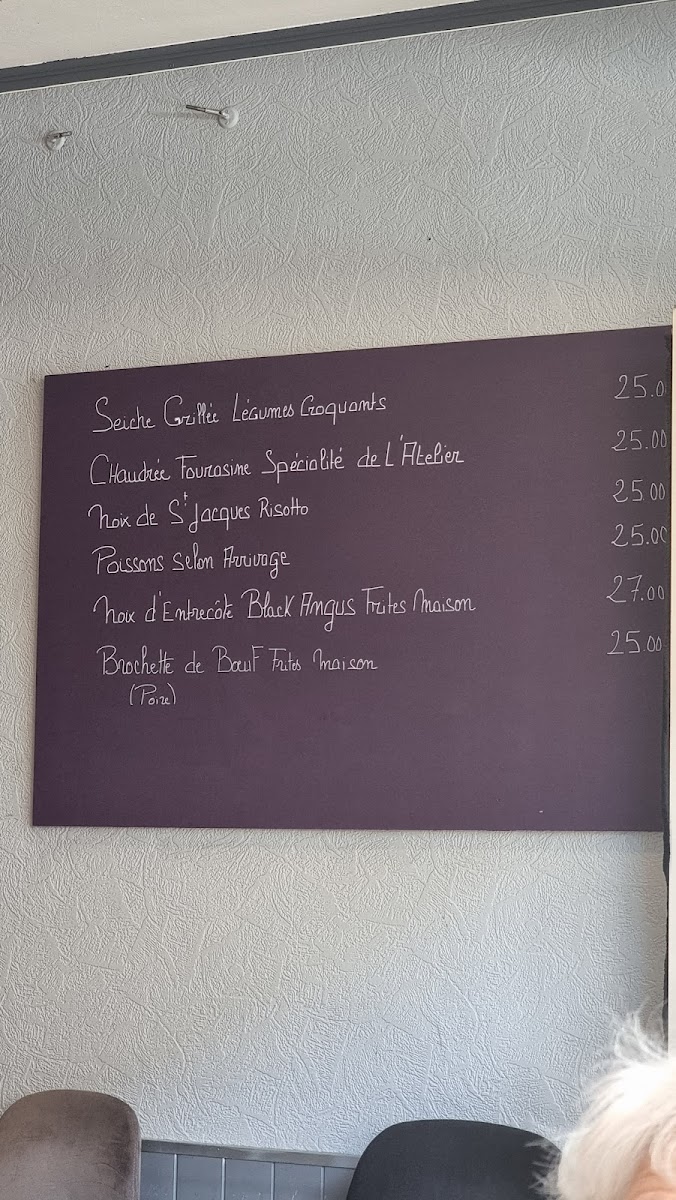 Seiche Grillée Légumes Croquants 25.0
Chaudrée Fourasine Spécialité de L'Atelier 25.00
Noix de St Jacques Risotto 25.00
Poissons Selon Arrivage 25.00
Noix d'Entrecôte Black Angus Frites Maison 27.00
Brochette de Bœuf Frites Maison 25.00
(Poire)